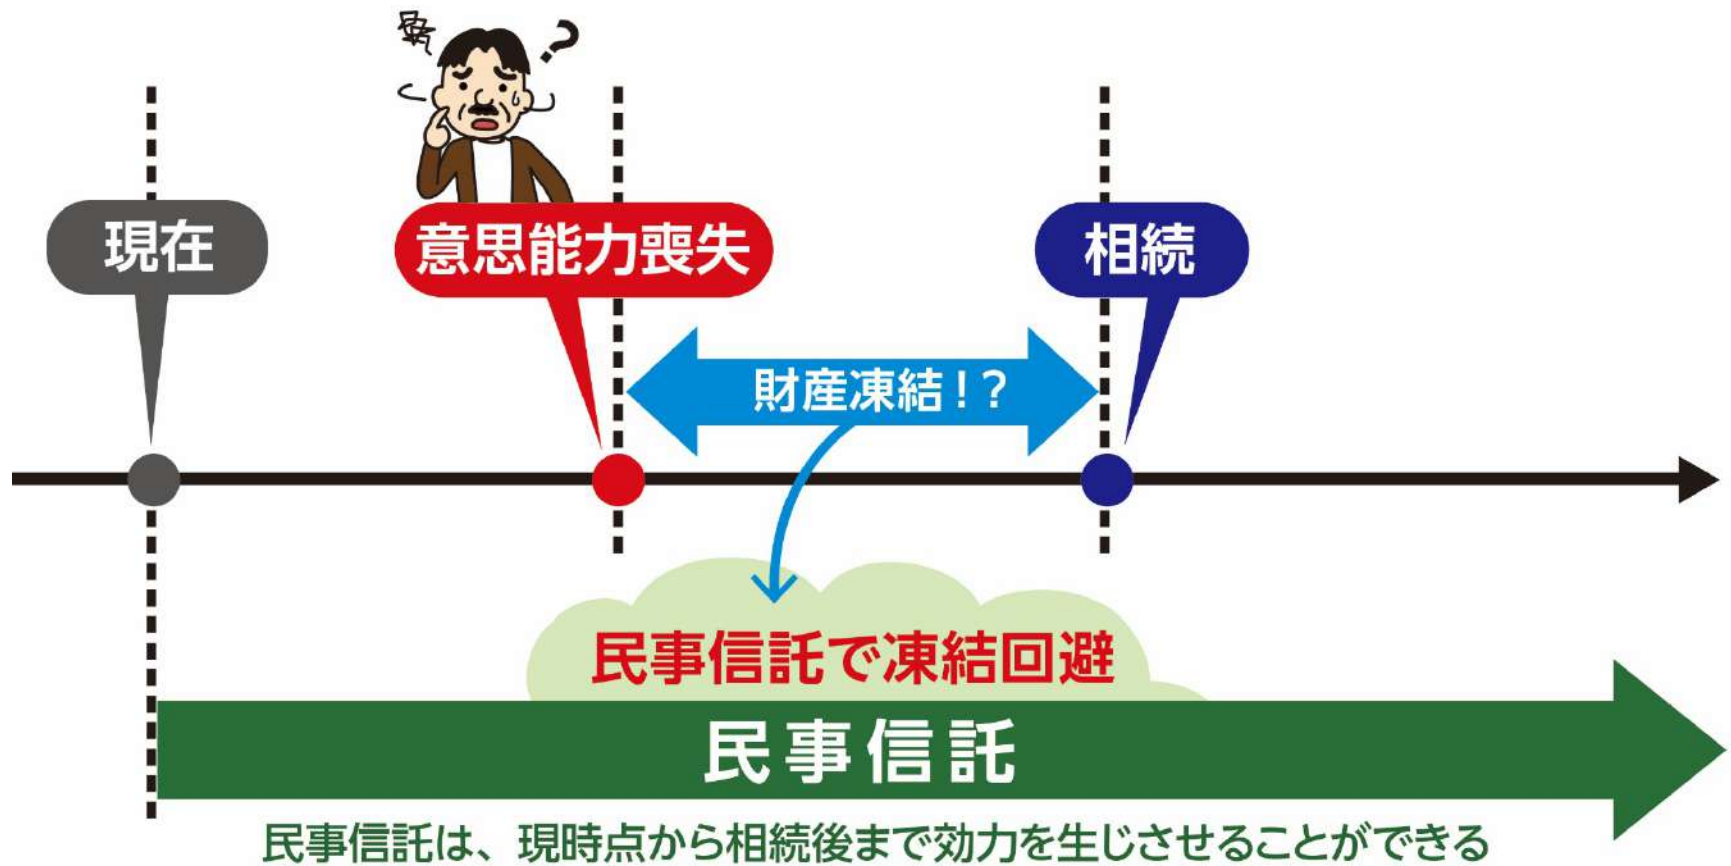 ?
現在
意思能力喪失
相続
財産凍結!?
民事信託で凍結回避
民事信託
民事信託は、現時点から相続後まで効力を生じさせることができる